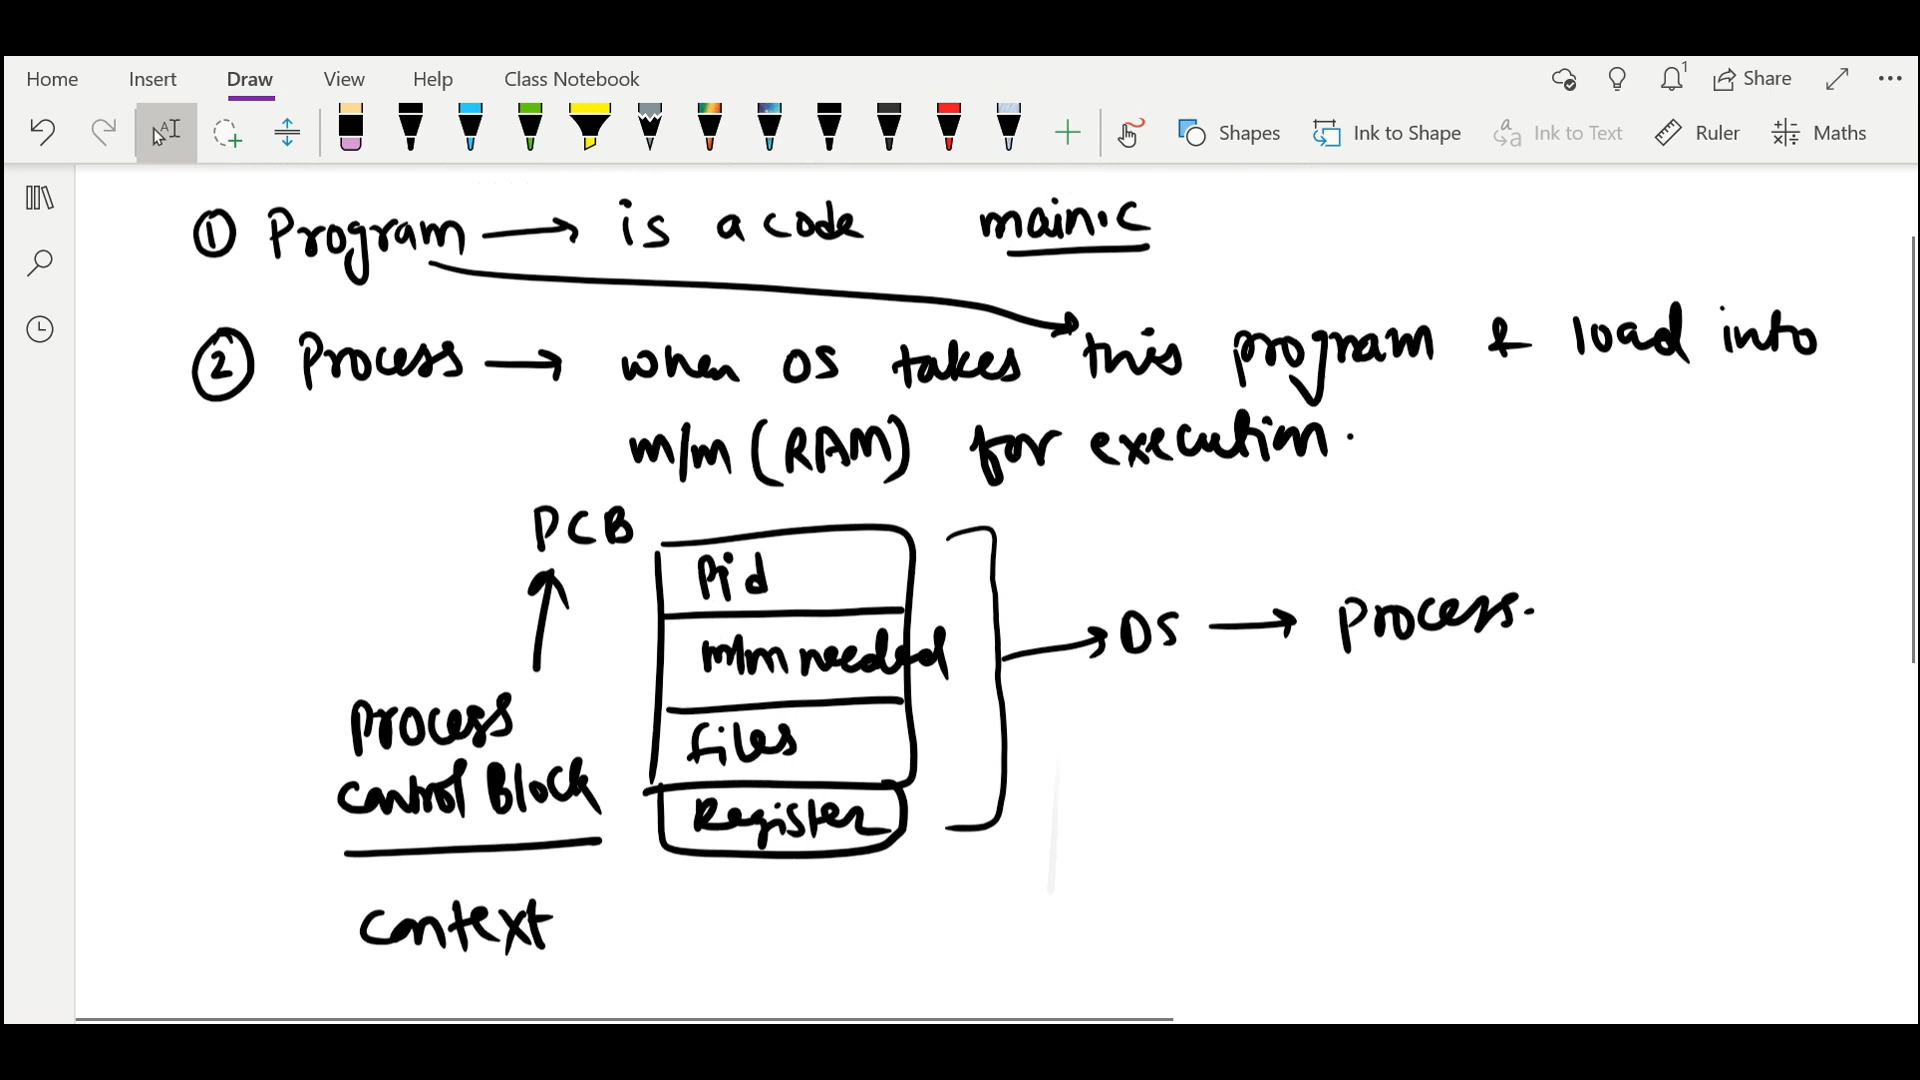 Home Insert Draw View Help Class Notebook 1 Share
Shapes Ink to Shape Ink to Text Ruler Maths
① Program → is a code main.c
② Process → when OS takes this program & load into
m/m (RAM) for execution.
PCB
Pid
m/m needed
files
Register
→ OS → process.
Process
control Block
context